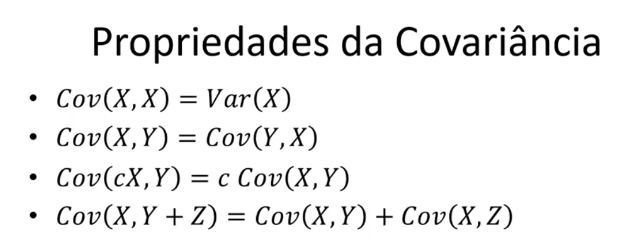 Propriedades da Covariância
• Cov(X, X) = Var(X)
• Cov(X, Y) = Cov(Y, X)
• Cov(cX, Y) = c Cov(X, Y)
• Cov(X, Y + Z) = Cov(X, Y) + Cov(X, Z)